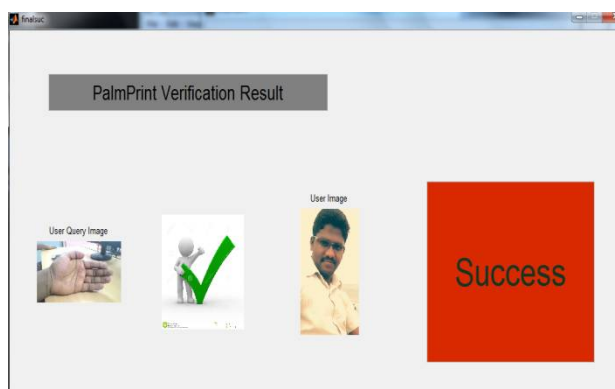 finalsuc
PalmPrint Verification Result
User Query Image
User Image
Success